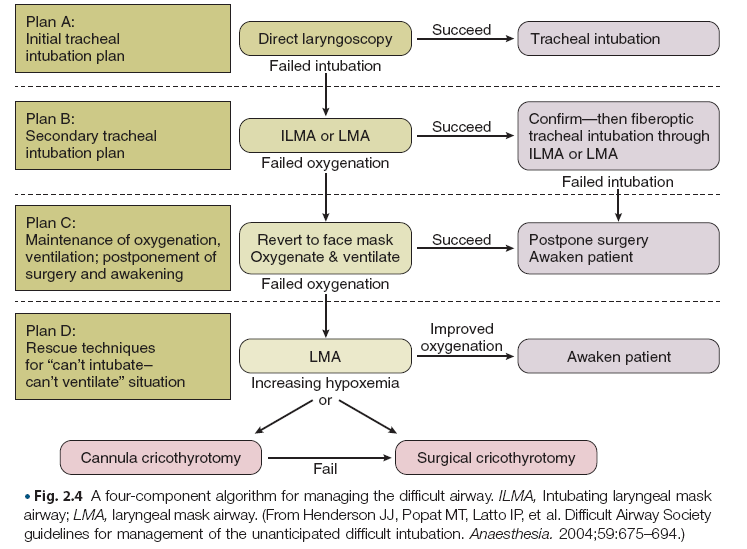 Plan A:
Initial tracheal
intubation plan
Direct laryngoscopy
Succeed
Tracheal intubation
Failed intubation
Plan B:
Secondary tracheal
intubation plan
ILMA or LMA
Succeed
Confirm—then fiberoptic
tracheal intubation through
ILMA or LMA
Failed oxygenation
Failed intubation
Plan C:
Maintenance of oxygenation,
ventilation; postponement of
surgery and awakening
Revert to face mask
Oxygenate & ventilate
Succeed
Postpone surgery
Awaken patient
Failed oxygenation
Plan D:
Rescue techniques
for “can’t intubate–
can’t ventilate” situation
LMA
Improved
oxygenation
Awaken patient
Increasing hypoxemia
or
Cannula cricothyrotomy
Fail
Surgical cricothyrotomy
• Fig. 2.4 A four-component algorithm for managing the difficult airway. ILMA, Intubating laryngeal mask
airway; LMA, laryngeal mask airway. (From Henderson JJ, Popat MT, Latto IP, et al. Difficult Airway Society
guidelines for management of the unanticipated difficult intubation. Anaesthesia. 2004;59:675–694.)